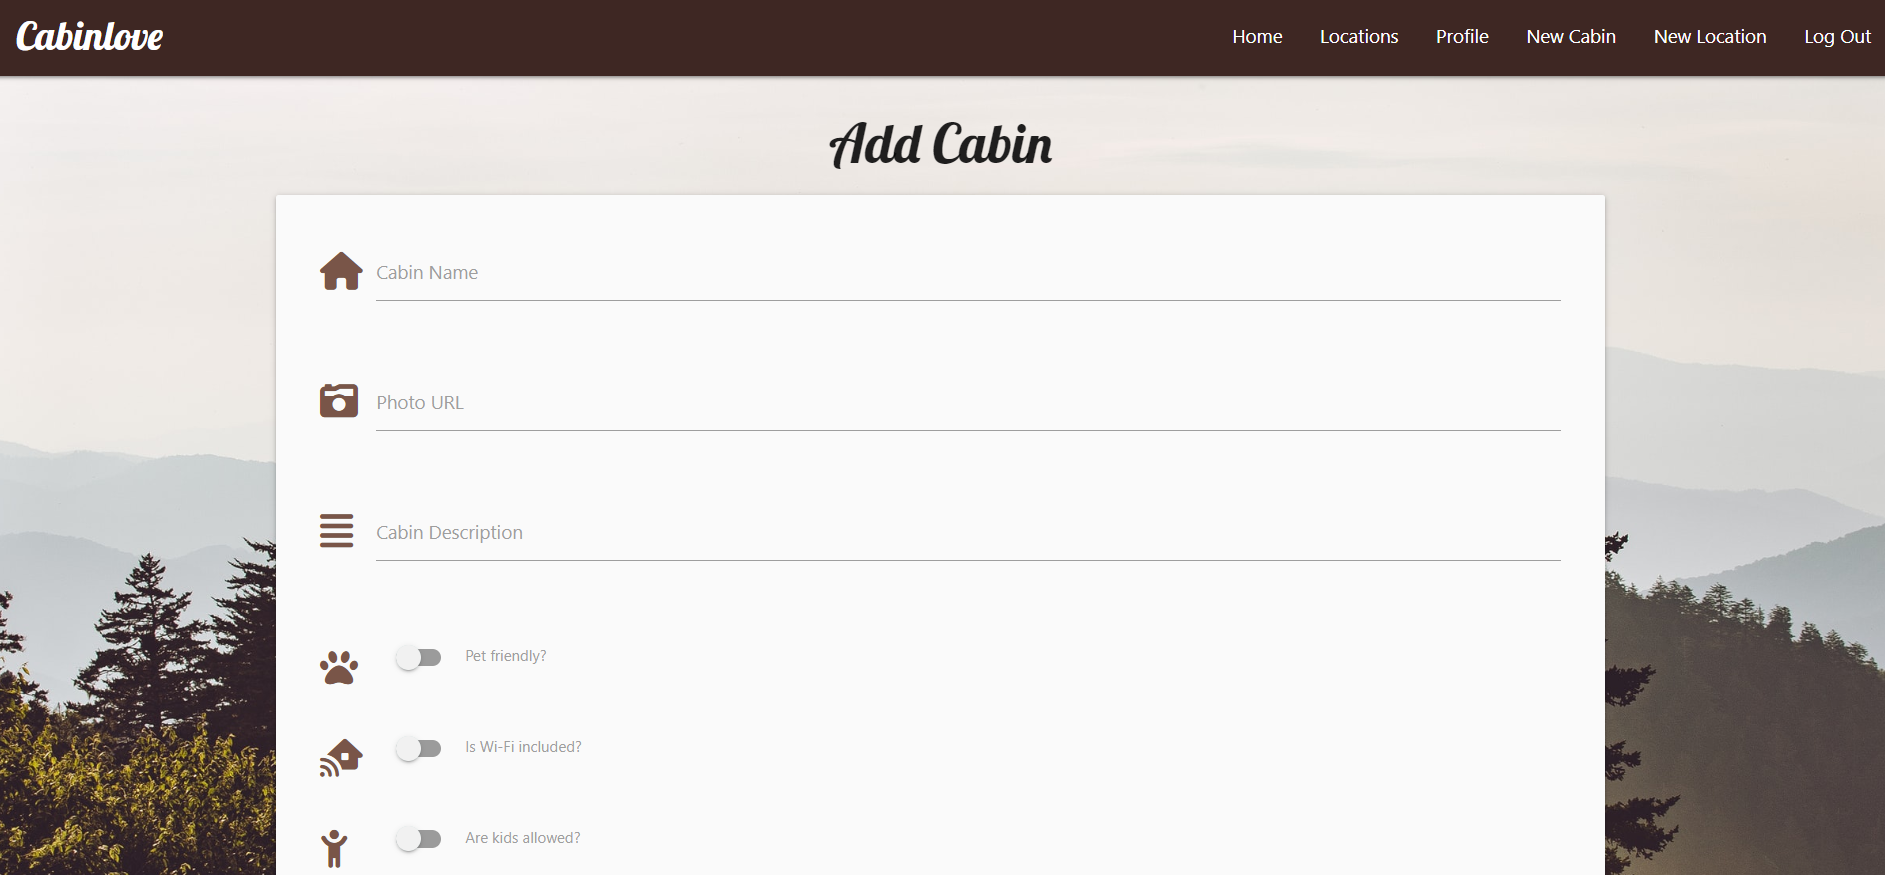 Cabinlove
Home Locations Profile New Cabin New Location Log Out
Add Cabin
Cabin Name
Photo URL
Cabin Description
Pet friendly?
Is Wi-Fi included?
Are kids allowed?